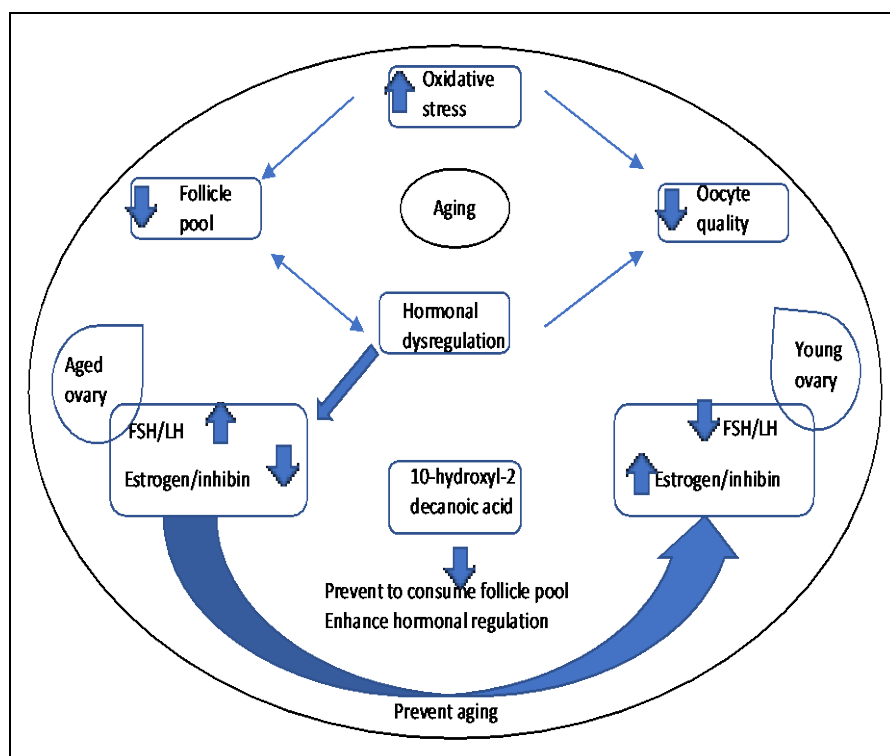 Oxidative
stress
Follicle
pool
Aging
Oocyte
quality
Hormonal
dysregulation
Aged
ovary
Young
ovary
FSH/LH
Estrogen/inhibin
10-hydroxyl-2
decanoic acid
FSH/LH
Estrogen/inhibin
Prevent to consume follicle pool
Enhance hormonal regulation
Prevent aging